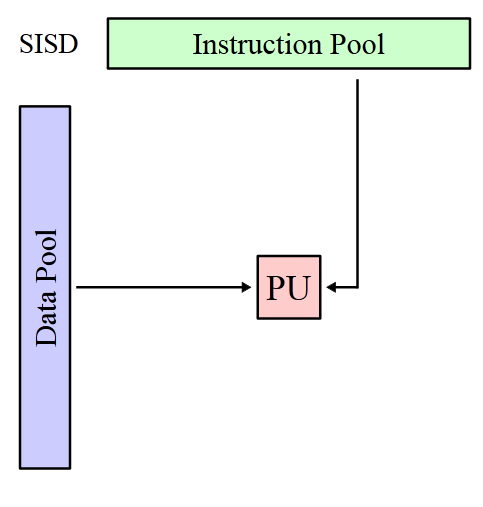 SISD
Instruction Pool
Data Pool
PU